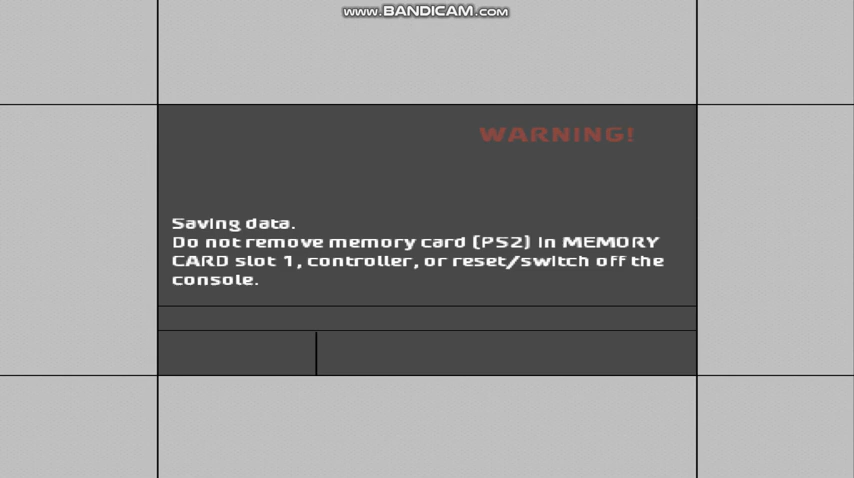 www.BANDICAM.com
WARNING!
Saving data.
Do not remove memory card (PS2) in MEMORY
CARD slot 1, controller, or reset/switch off the
console.